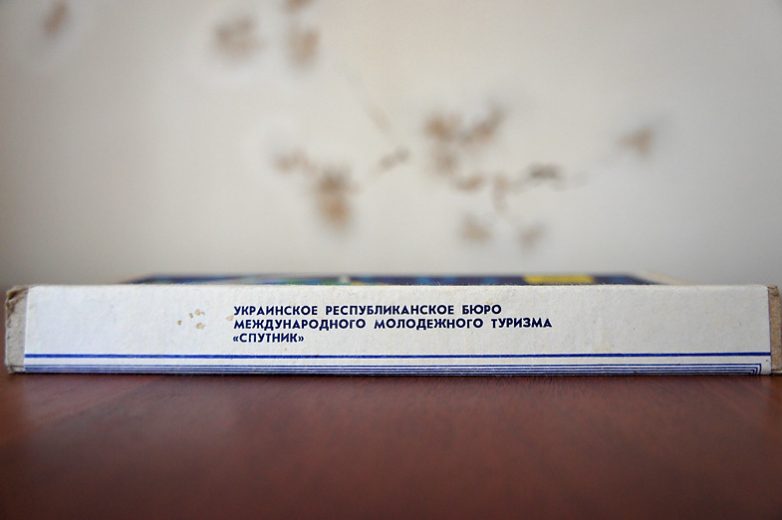 УКРАИНСКОЕ РЕСПУБЛИКАНСКОЕ БЮРО
МЕЖДУНАРОДНОГО МОЛОДЕЖНОГО ТУРИЗМА
«СПУТНИК»